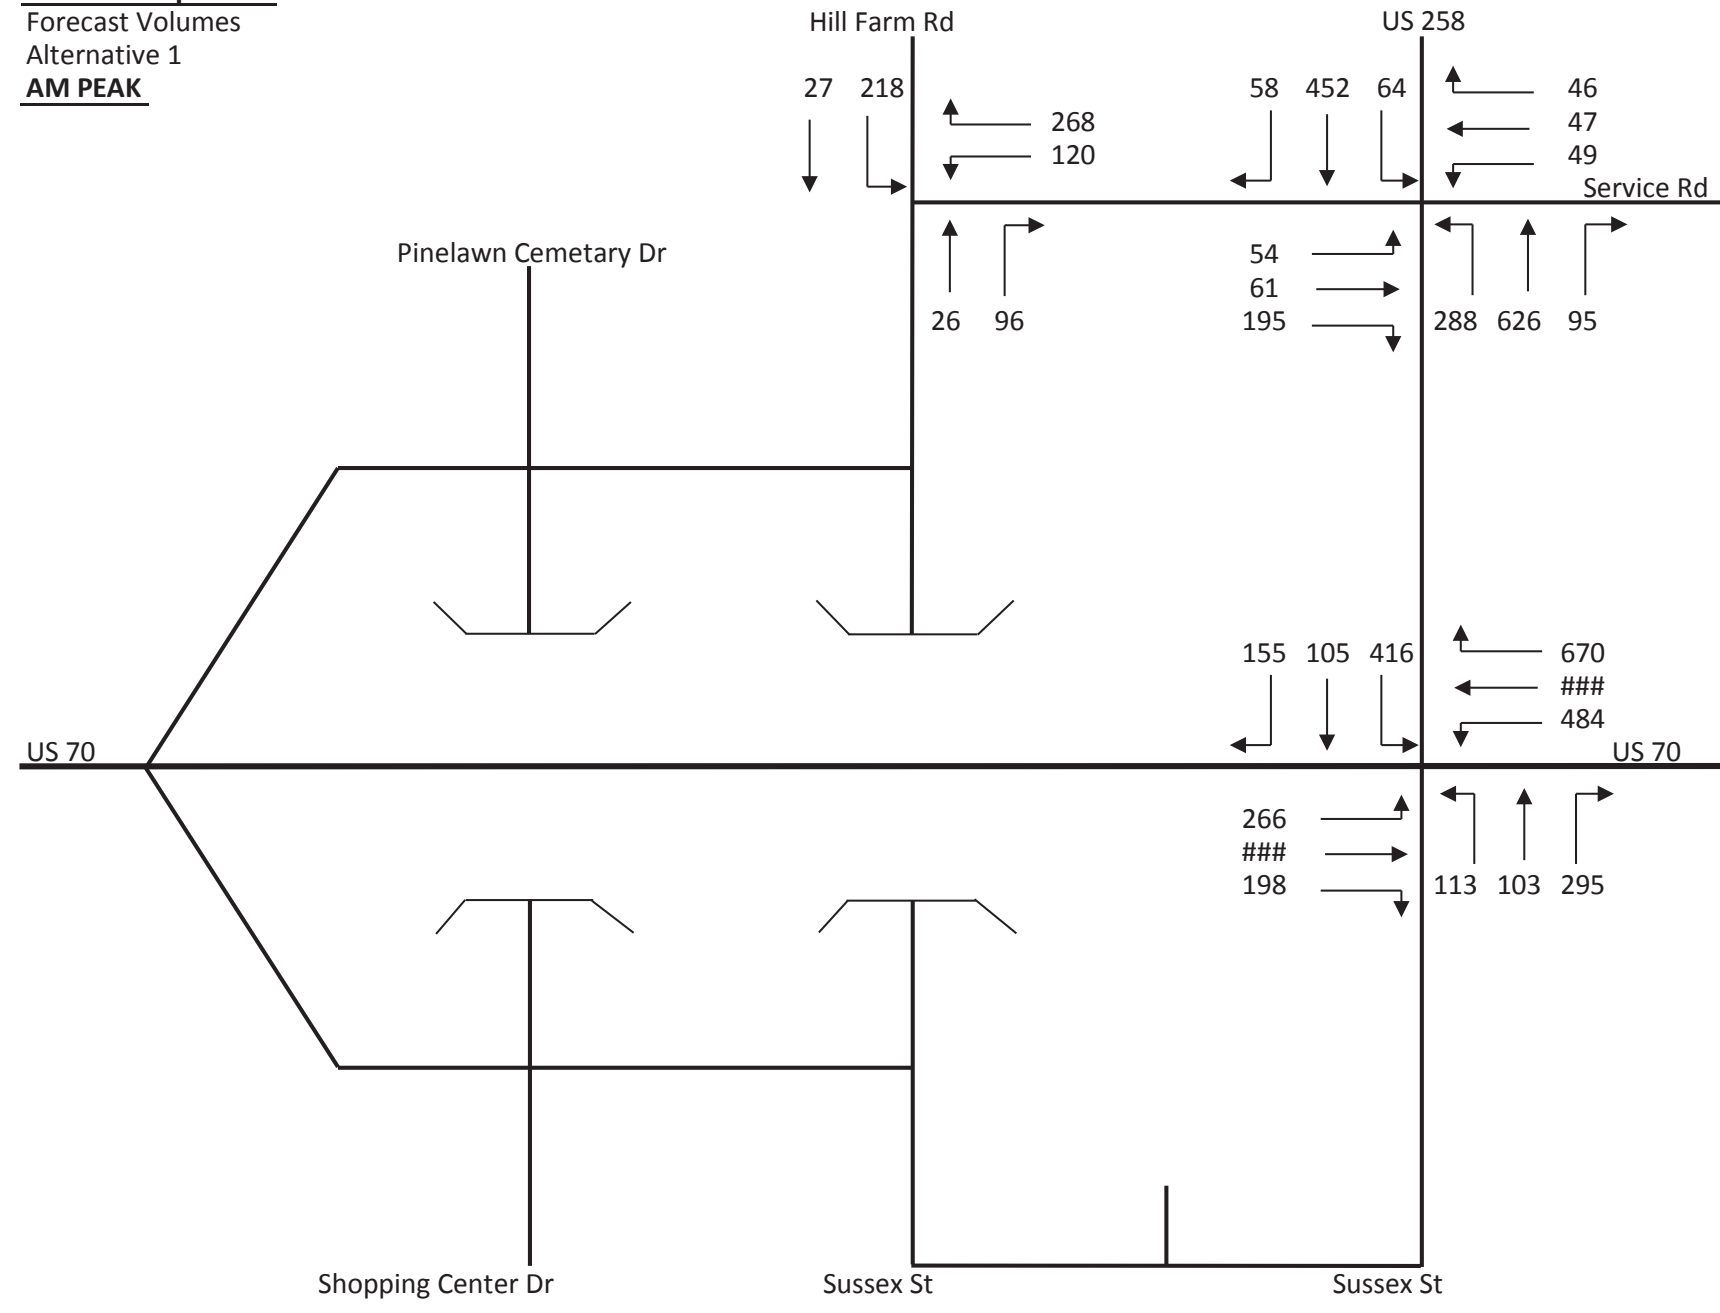 Forecast Volumes
Alternative 1
AM PEAK
Hill Farm Rd
US 258
27 218
268
120
58 452 64
46
47
49
Service Rd
26 96
54
61
195
288 626 95
Pinelawn Cemetary Dr
155 105 416
670
###
484
US 70
US 70
266
###
198
113 103 295
Shopping Center Dr
Sussex St
Sussex St